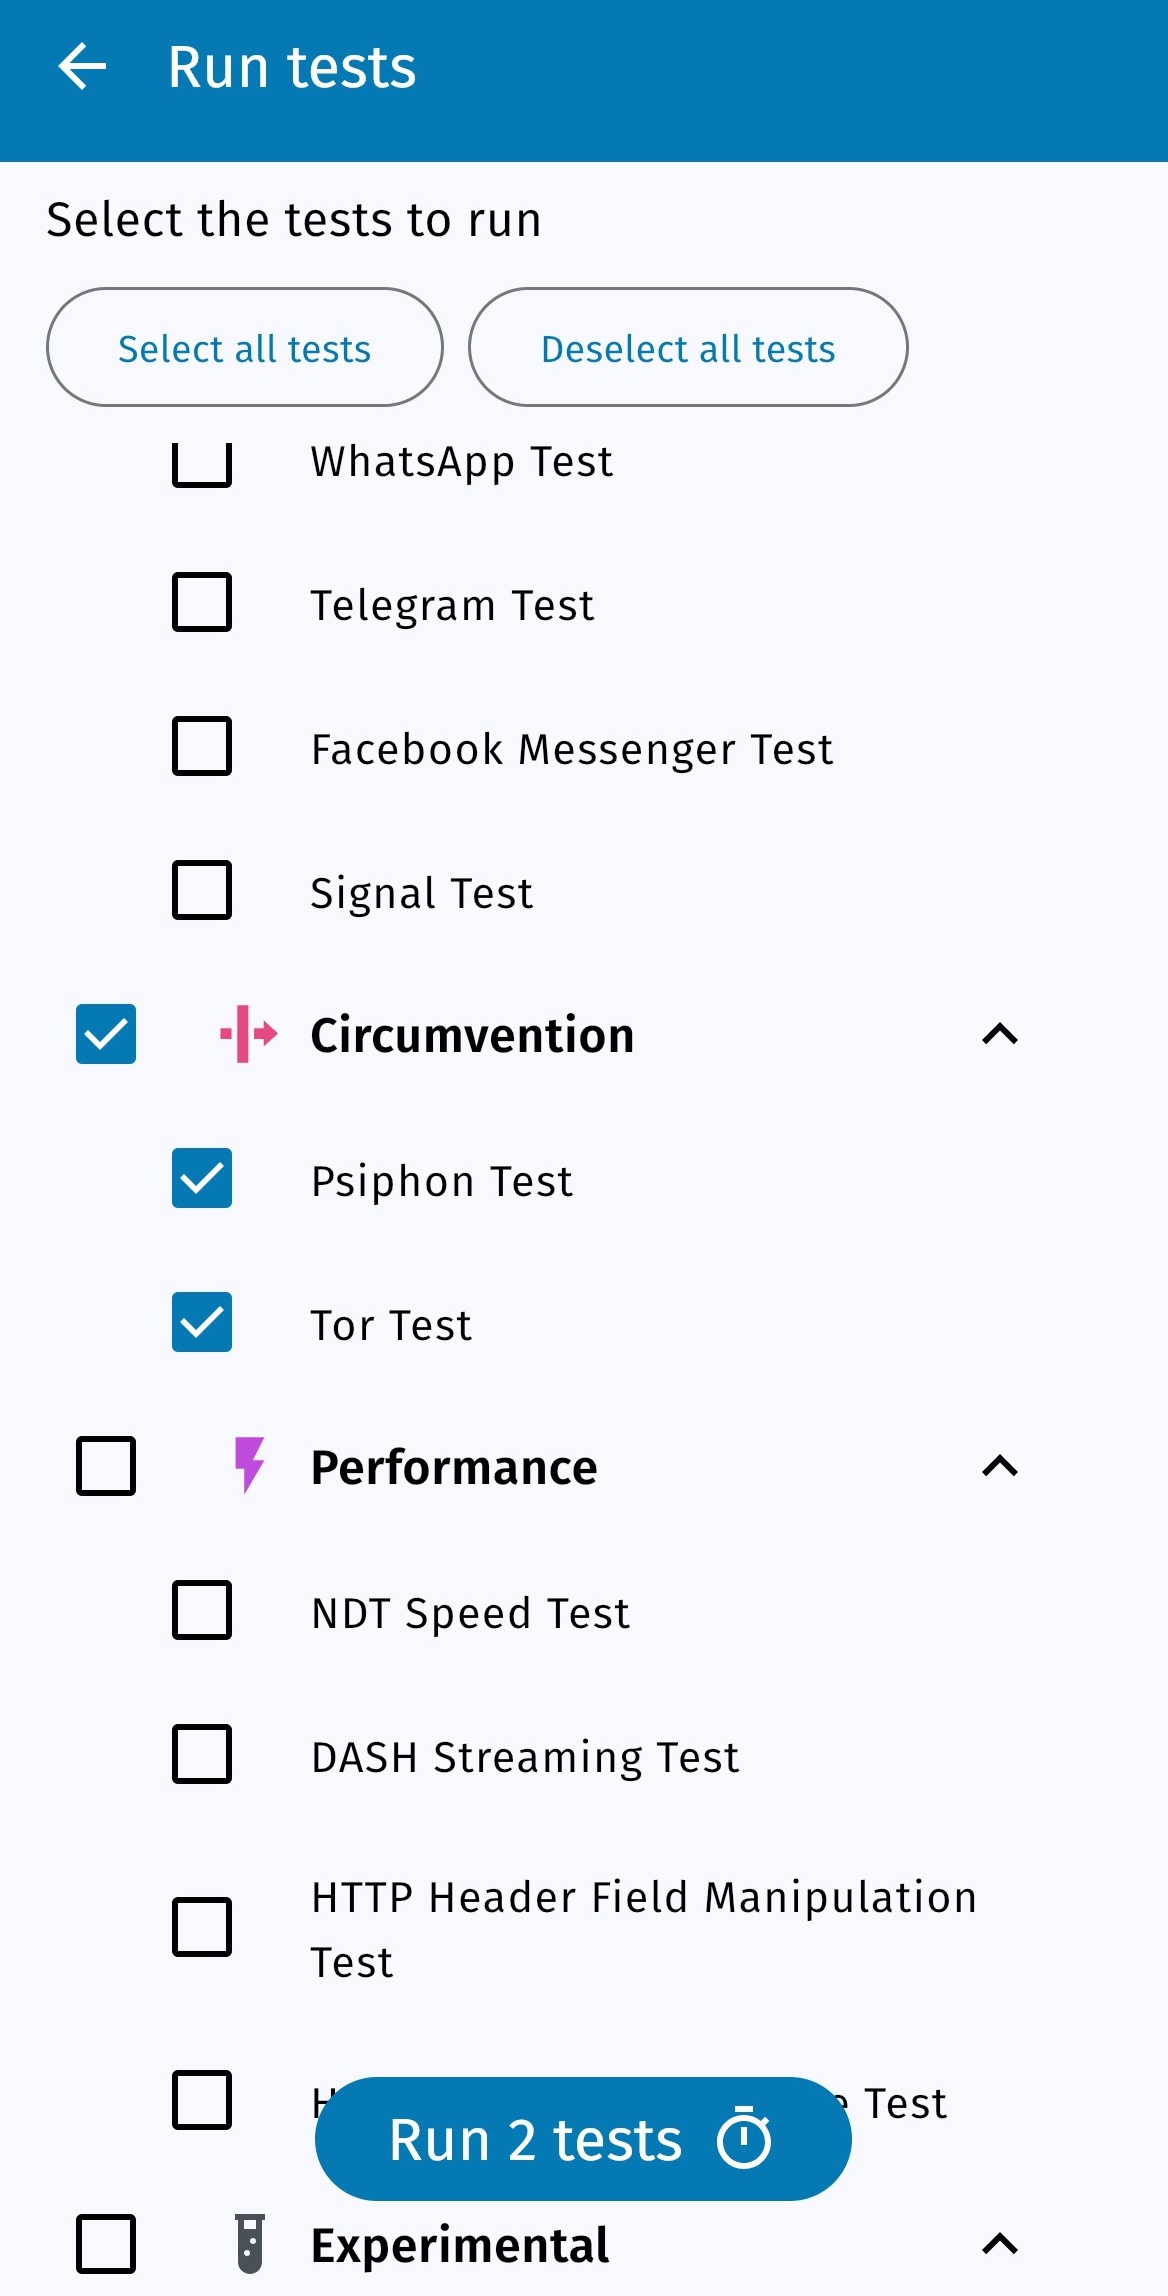 Run tests
Select the tests to run
Select all tests
Deselect all tests
WhatsApp Test
Telegram Test
Facebook Messenger Test
Signal Test
Circumvention
Psiphon Test
Tor Test
Performance
NDT Speed Test
DASH Streaming Test
HTTP Header Field Manipulation
Test
Test
Run 2 tests
Experimental